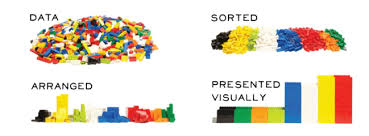 DATA
SORTED
ARRANGED
PRESENTED
VISUALLY